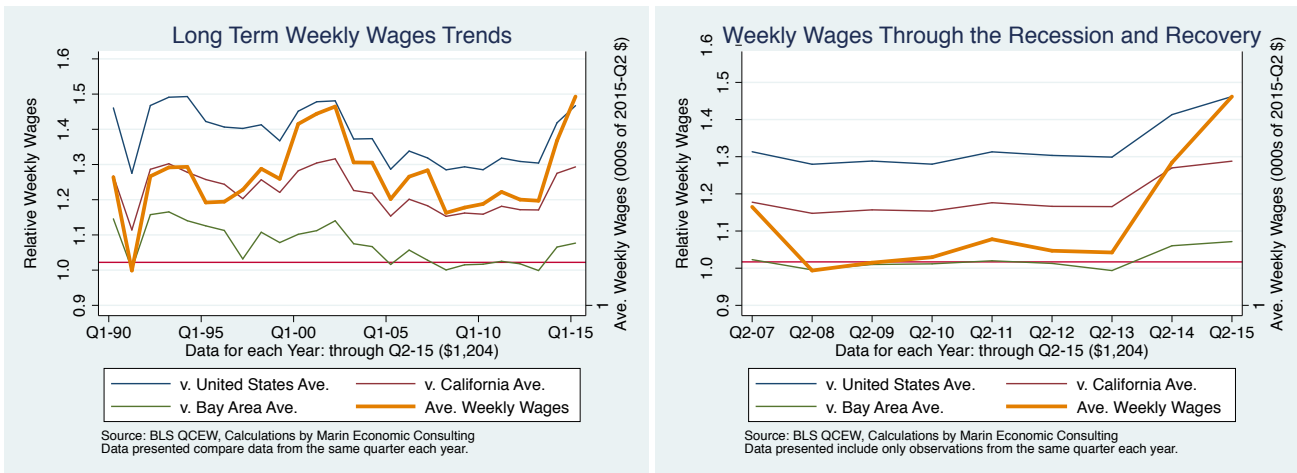 Long Term Weekly Wages Trends
Relative Weekly Wages
1.6
1.5
1.4
1.3
1.2
1.1
1.0
0.9
Ave. Weekly Wages (000s of 2015-Q2 $)
1
Q1-90 Q1-95 Q1-00 Q1-05 Q1-10 Q1-15
Data for each Year: through Q2-15 ($1,204)
v. United States Ave. v. California Ave.
v. Bay Area Ave. Ave. Weekly Wages
Source: BLS QCEW, Calculations by Marin Economic Consulting
Data presented compare data from the same quarter each year.
Weekly Wages Through the Recession and Recovery
Relative Weekly Wages
1.6
1.5
1.4
1.3
1.2
1.1
1.0
0.9
Ave. Weekly Wages (000s of 2015-Q2 $)
1
Q2-07 Q2-08 Q2-09 Q2-10 Q2-11 Q2-12 Q2-13 Q2-14 Q2-15
Data for each Year: through Q2-15 ($1,204)
v. United States Ave. v. California Ave.
v. Bay Area Ave. Ave. Weekly Wages
Source: BLS QCEW, Calculations by Marin Economic Consulting
Data presented include only observations from the same quarter each year.